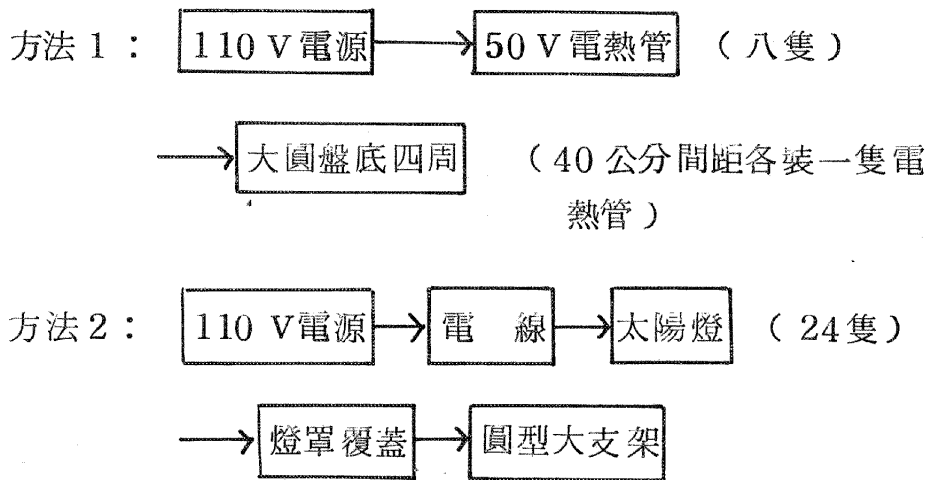 方法1： 110 V電源→50 V電熱管 （八隻）
→大圓盤底四周 （40公分間距各裝一隻電
熱管）
方法2： 110 V電源→電 線→太陽燈 （24隻）
→燈罩覆蓋→圓型大支架